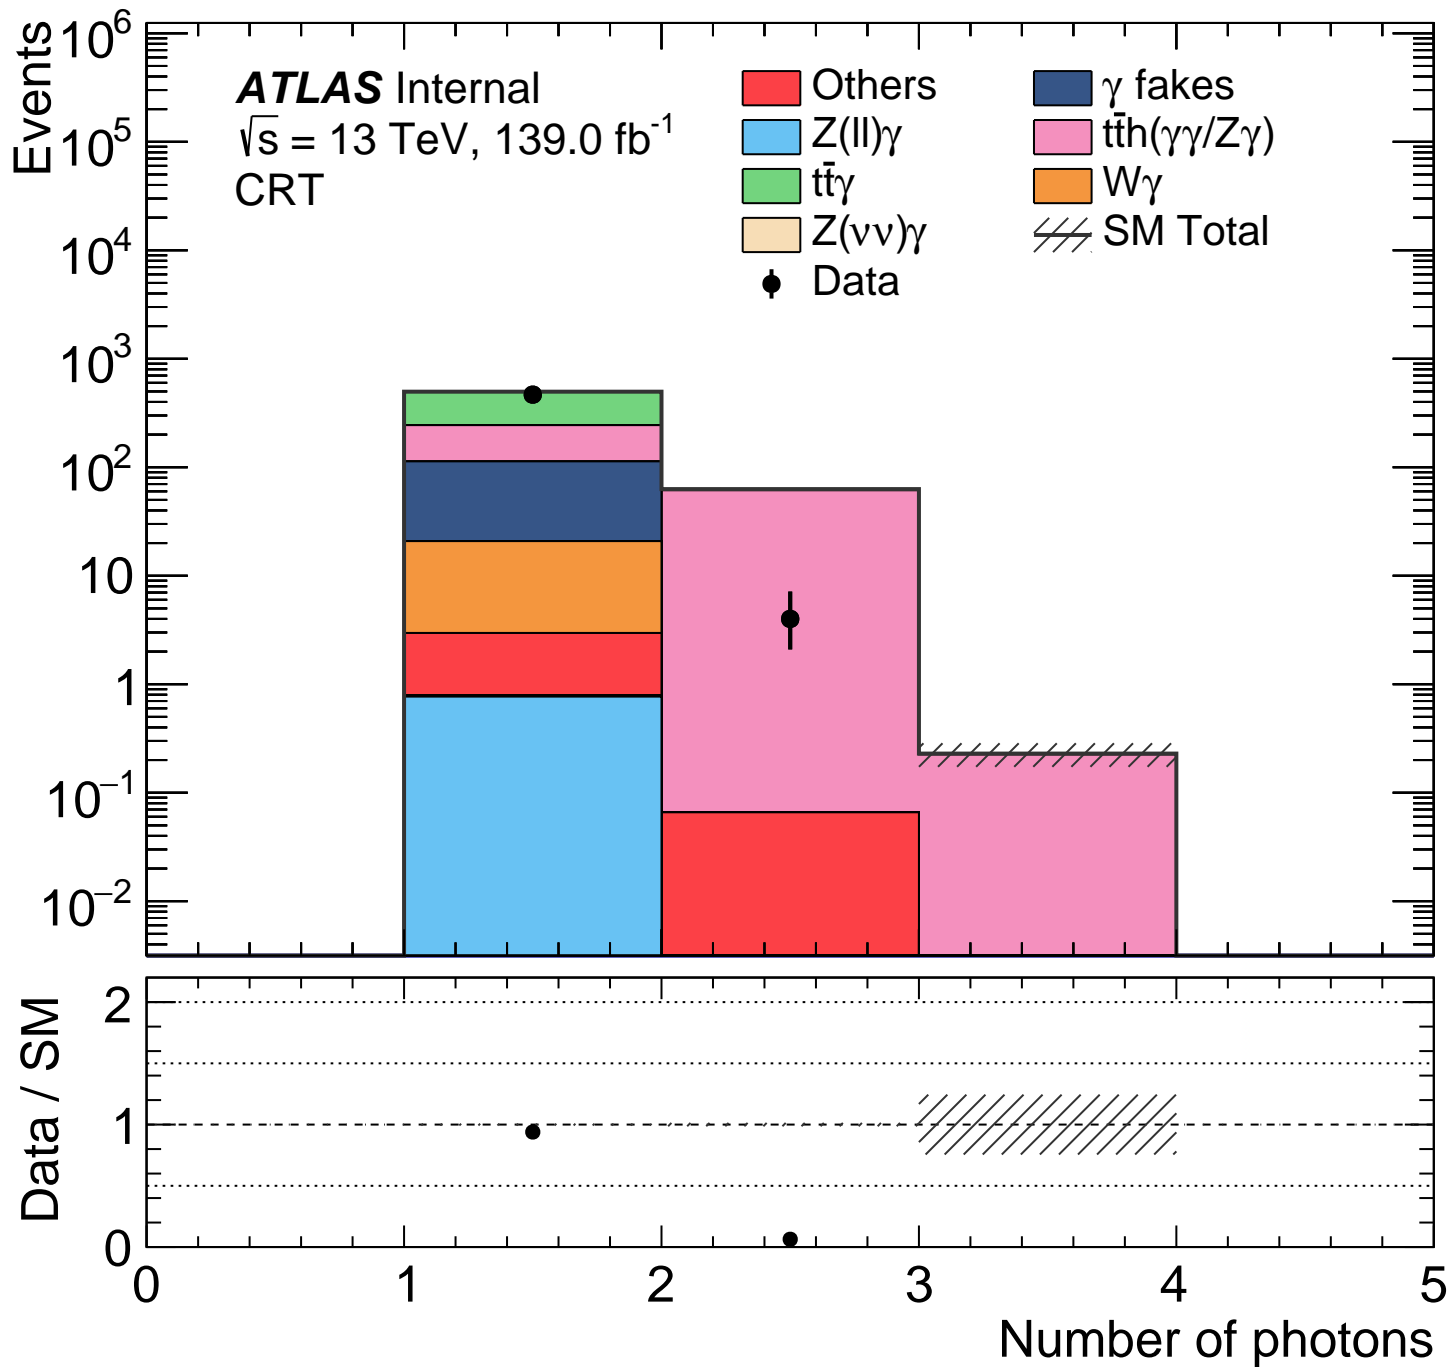 Events
10⁶
10⁵
10⁴
10³
10²
10
1
10⁻¹
10⁻²
ATLAS Internal
√s = 13 TeV, 139.0 fb⁻¹
CRT
Others
γ fakes
Z(ll)γ
tt̄h(γγ/Zγ)
tt̄γ
Wγ
Z(νν)γ
SM Total
Data
Data / SM
2
1
0
0 1 2 3 4 5
Number of photons